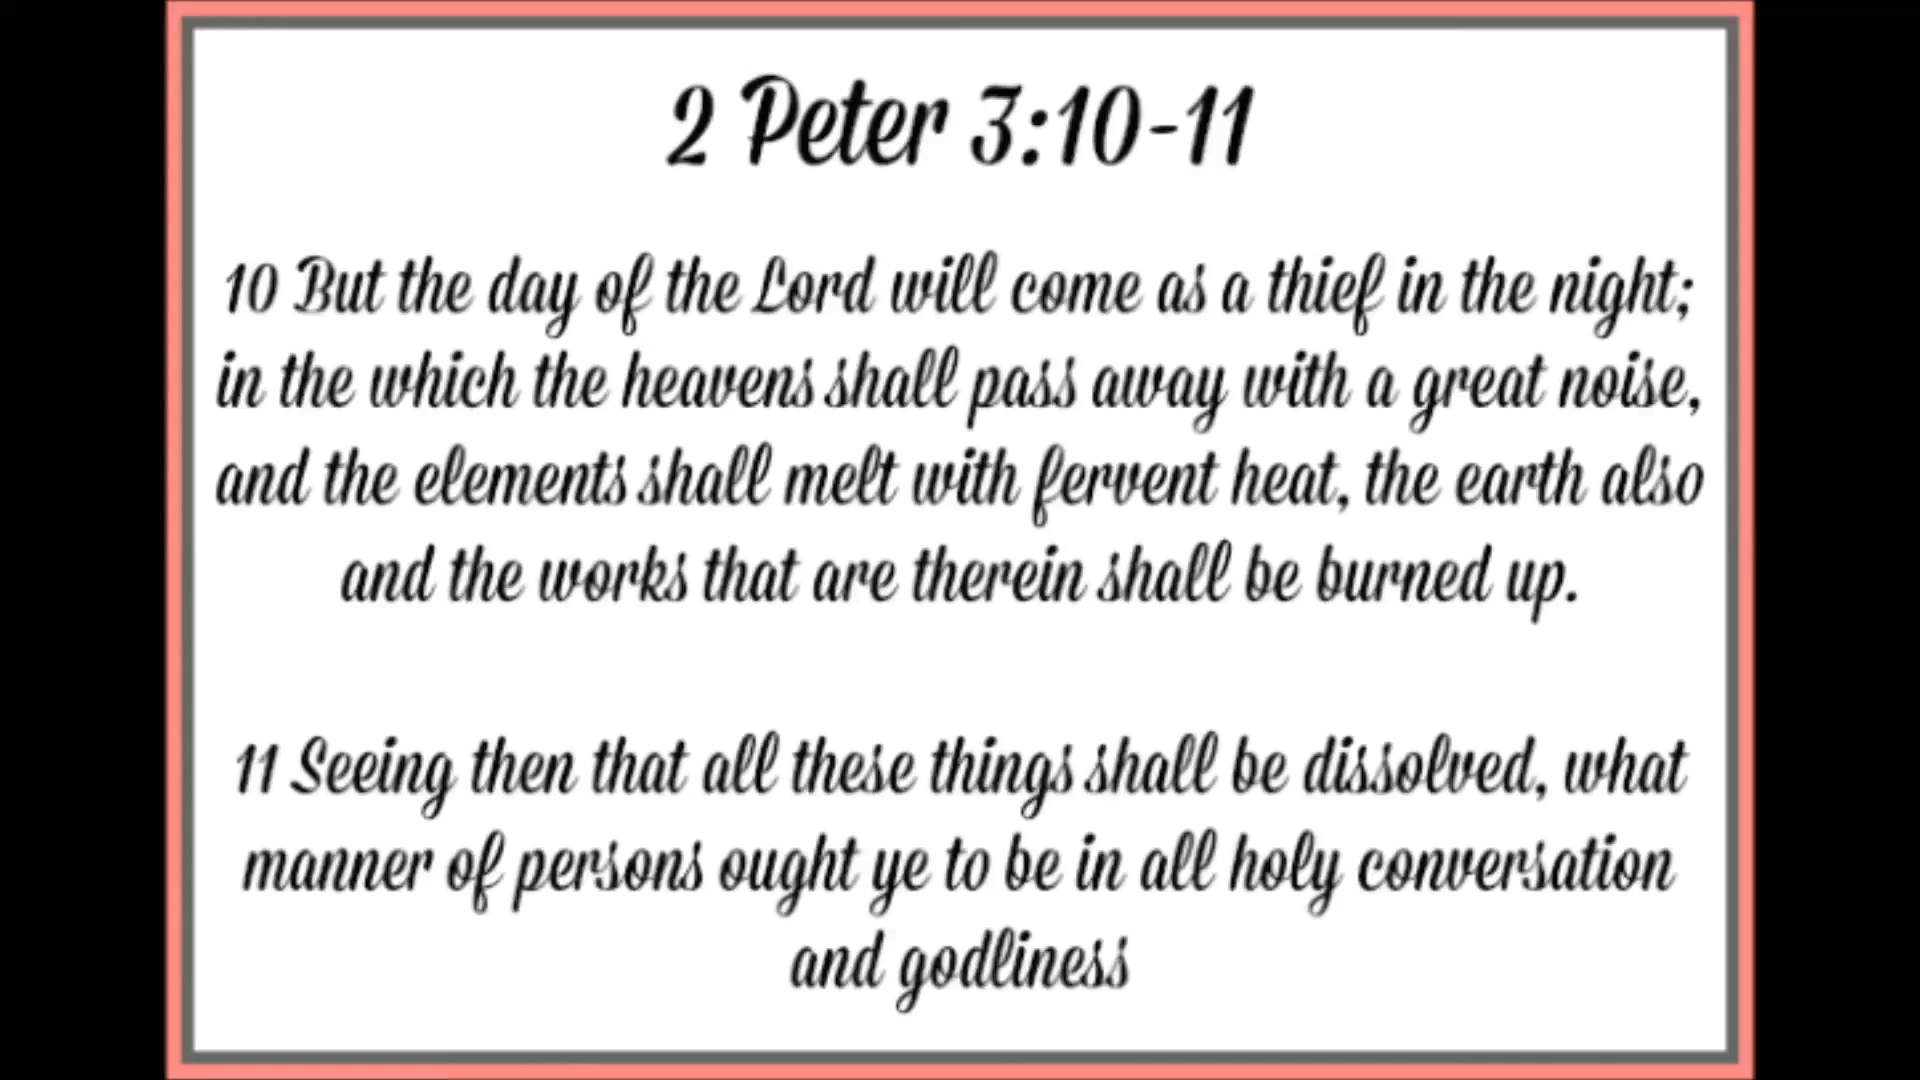 2 Peter 3:10-11
10 But the day of the Lord will come as a thief in the night;
in the which the heavens shall pass away with a great noise,
and the elements shall melt with fervent heat, the earth also
and the works that are therein shall be burned up.
11 Seeing then that all these things shall be dissolved, what
manner of persons ought ye to be in all holy conversation
and godliness